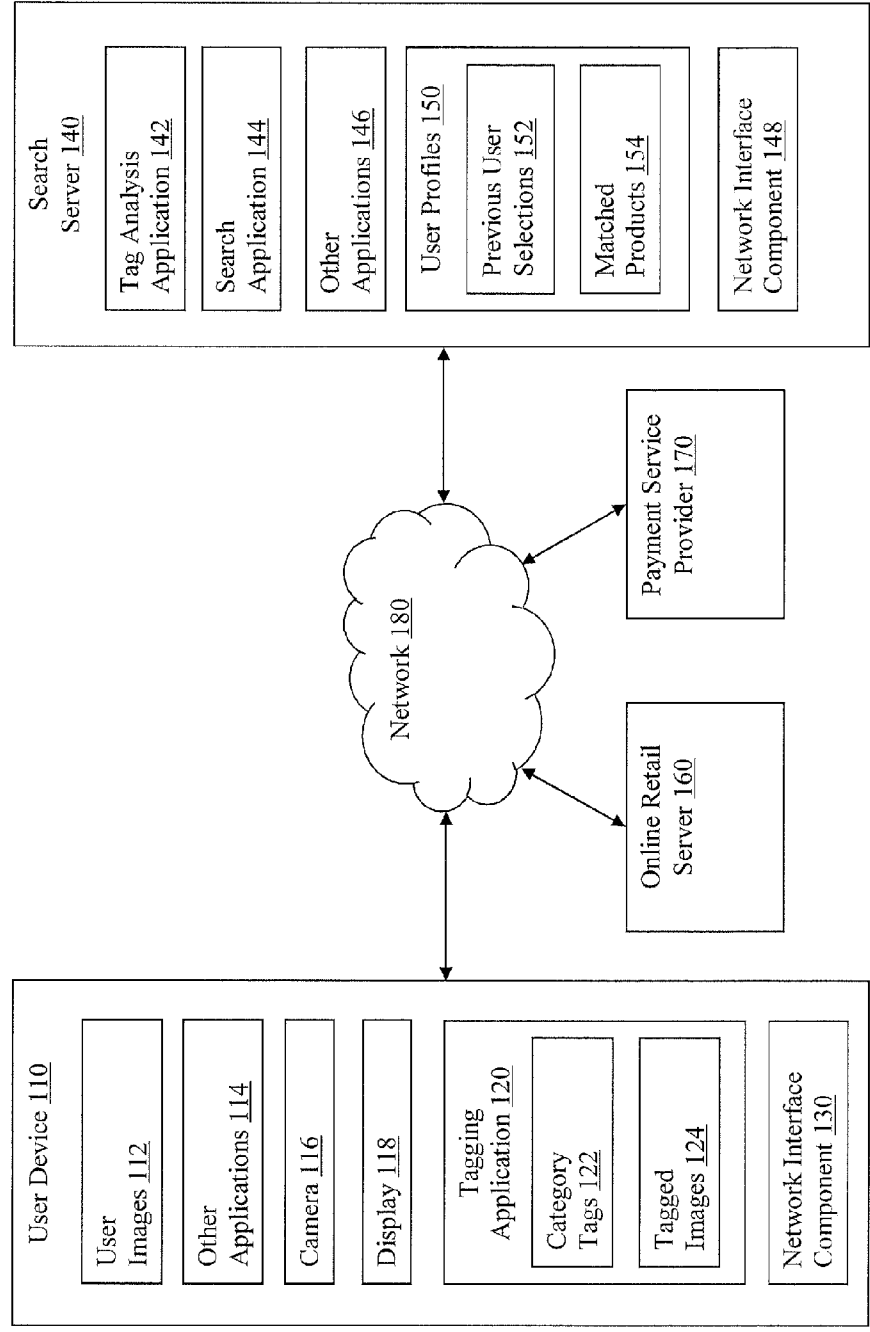 User Device 110
User
Images 112
Other
Applications 114
Camera 116
Display 118
Tagging
Application 120
Category
Tags 122
Tagged
Images 124
Network Interface
Component 130
Network 180
Online Retail
Server 160
Payment Service
Provider 170
Search
Server 140
Tag Analysis
Application 142
Search
Application 144
Other
Applications 146
User Profiles 150
Previous User
Selections 152
Matched
Products 154
Network Interface
Component 148